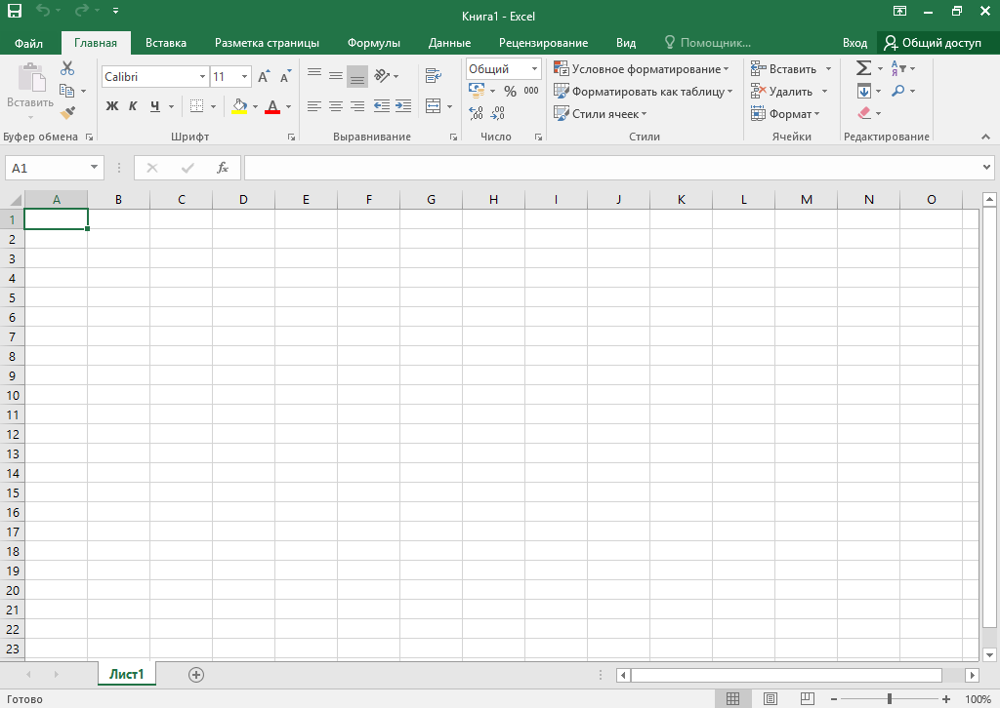 Книга1 - Excel
Файл Главная Вставка Разметка страницы Формулы Данные Рецензирование Вид Помощник... Вход Общий доступ
Вставить
Calibri 11
Ж К Ч А
Общий
% 000
Условное форматирование
Форматировать как таблицу
Стили ячеек
Вставить
Удалить
Формат
Буфер обмена Шрифт Выравнивание Число Стили Ячейки Редактирование
A1 fx
A B C D E F G H I J K L M N O
1
2
3
4
5
6
7
8
9
10
11
12
13
14
15
16
17
18
19
20
21
22
23
Лист1
Готово 100%